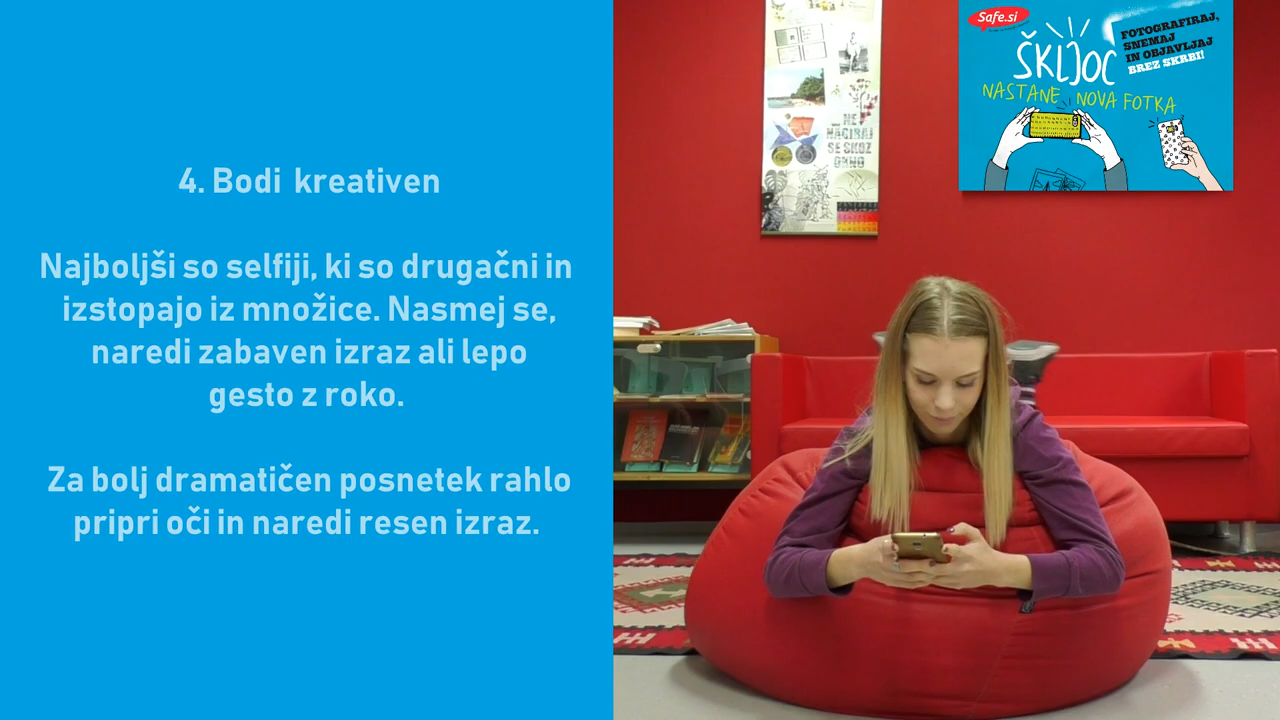 4. Bodi kreativen
Najboljši so selfiji, ki so drugačni in
izstopajo iz množice. Nasmej se,
naredi zabaven izraz ali lepo
gesto z roko.
Za bolj dramatičen posnetek rahlo
pripri oči in naredi resen izraz.
NE
NAGIBAJ
SE SKOZ
OKNO
Safe.si
ŠKLJOC
NASTANE NOVA FOTKA
FOTOGRAFIRAJ,
SNEMAJ
IN OBJAVLJAJ
BREZ SKRBI!